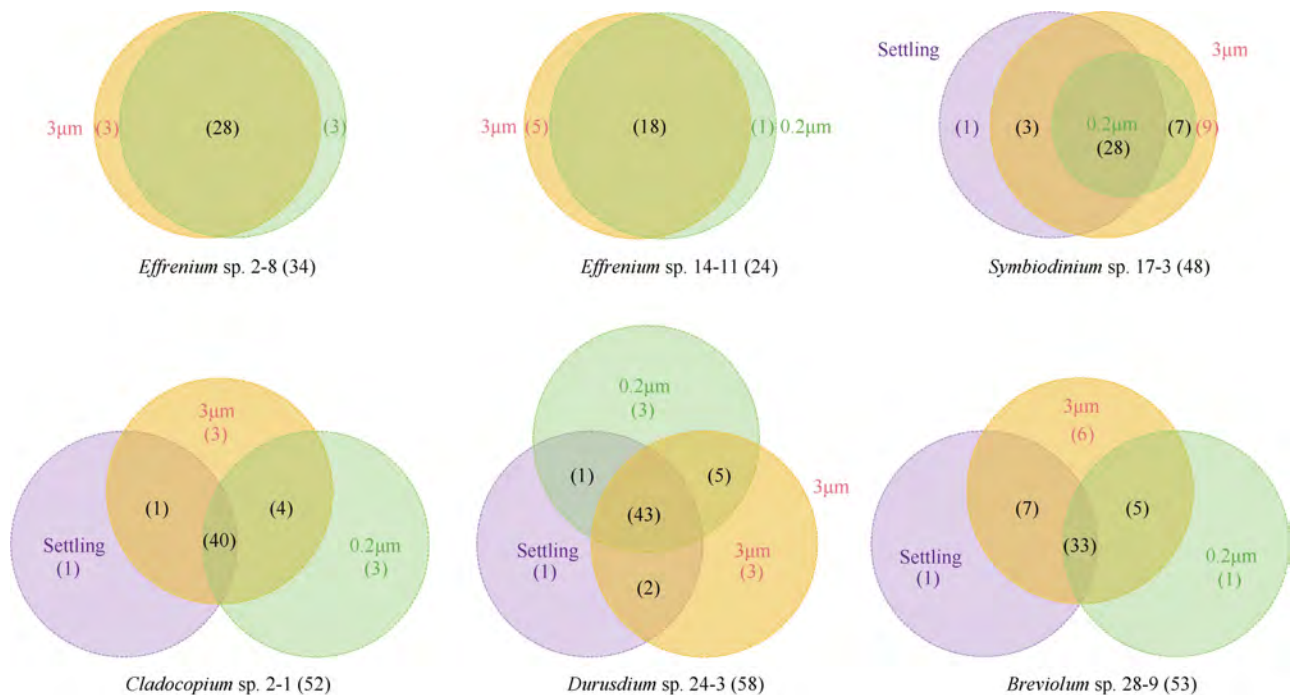 3μm (3) (28) (3)
Effrenium sp. 2-8 (34)
3μm (5) (18) (1) 0.2μm
Effrenium sp. 14-11 (24)
Settling 3μm
(1) (3) 0.2μm (7) (9)
(28)
Symbiodinium sp. 17-3 (48)
3μm
(3)
(1) (4)
(40)
Settling 0.2μm
(1) (3)
Cladocopium sp. 2-1 (52)
0.2μm
(3)
(1) (5)
3μm
(43)
Settling 3μm
(1) (3)
(2)
Durusdium sp. 24-3 (58)
3μm
(6)
(7) (5)
(33)
Settling 0.2μm
(1) (1)
Breviolum sp. 28-9 (53)